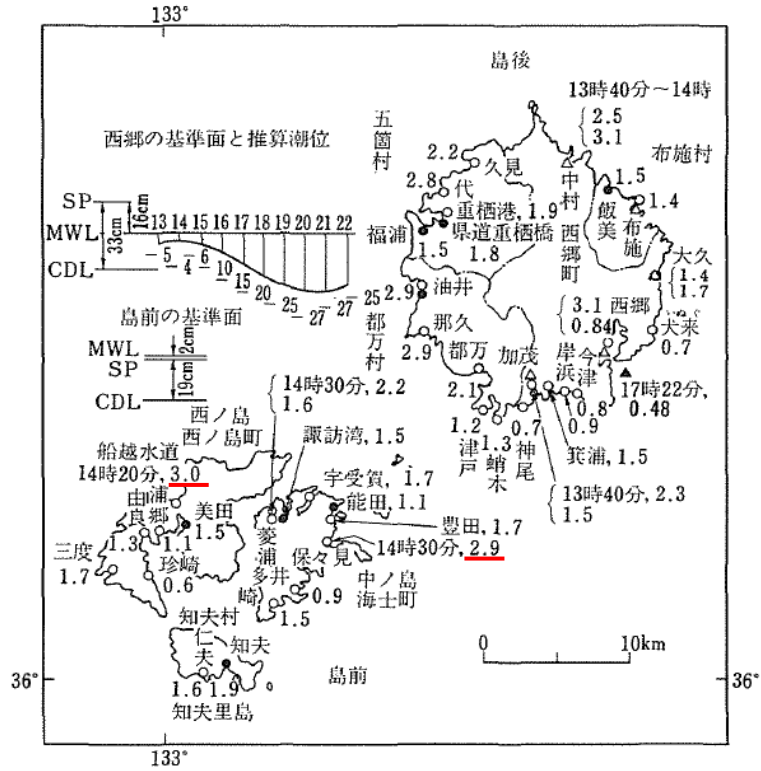 133°
島後
13時40分～14時
2.5
3.1
五箇村
西郷の基準面と推算潮位
布施村
2.2
久見
中村
1.5
2.8
代
飯美
1.4
布施
重栖港, 1.9
福浦
県道重栖橋
1.5
1.8
西郷町
大久
1.4
1.7
SP
16cm
13 14 15 16 17 18 19 20 21 22
MWL
33cm
CDL
-5
-4
-6
-10
-15
-20
-25
-27
-27
-25
2.9
油井
3.1
0.84
西郷
いぬぐ
犬来
0.7
島前の基準面
MWL
2cm
SP
19cm
CDL
都万村
那久
2.9
都万
加茂
岸浜
今津
2.1
17時22分,
0.48
14時30分, 2.2
1.6
1.2
津戸
1.3
蛸木
0.7
神尾
0.8
0.9
西ノ島
西ノ島町
諏訪湾, 1.5
箕浦, 1.5
船越水道
14時20分, 3.0
宇受賀, 1.7
能田, 1.1
13時40分, 2.3
1.5
由良
浦郷
美田
1.5
豊田, 1.7
1.3
1.1
菱浦
保々見
14時30分, 2.9
三度
1.7
珍崎
0.6
多井
崎
0.9
中ノ島
海士町
1.5
知夫村
仁夫
知夫
0
10km
36°
1.6
1.9
島前
36°
知夫里島
133°